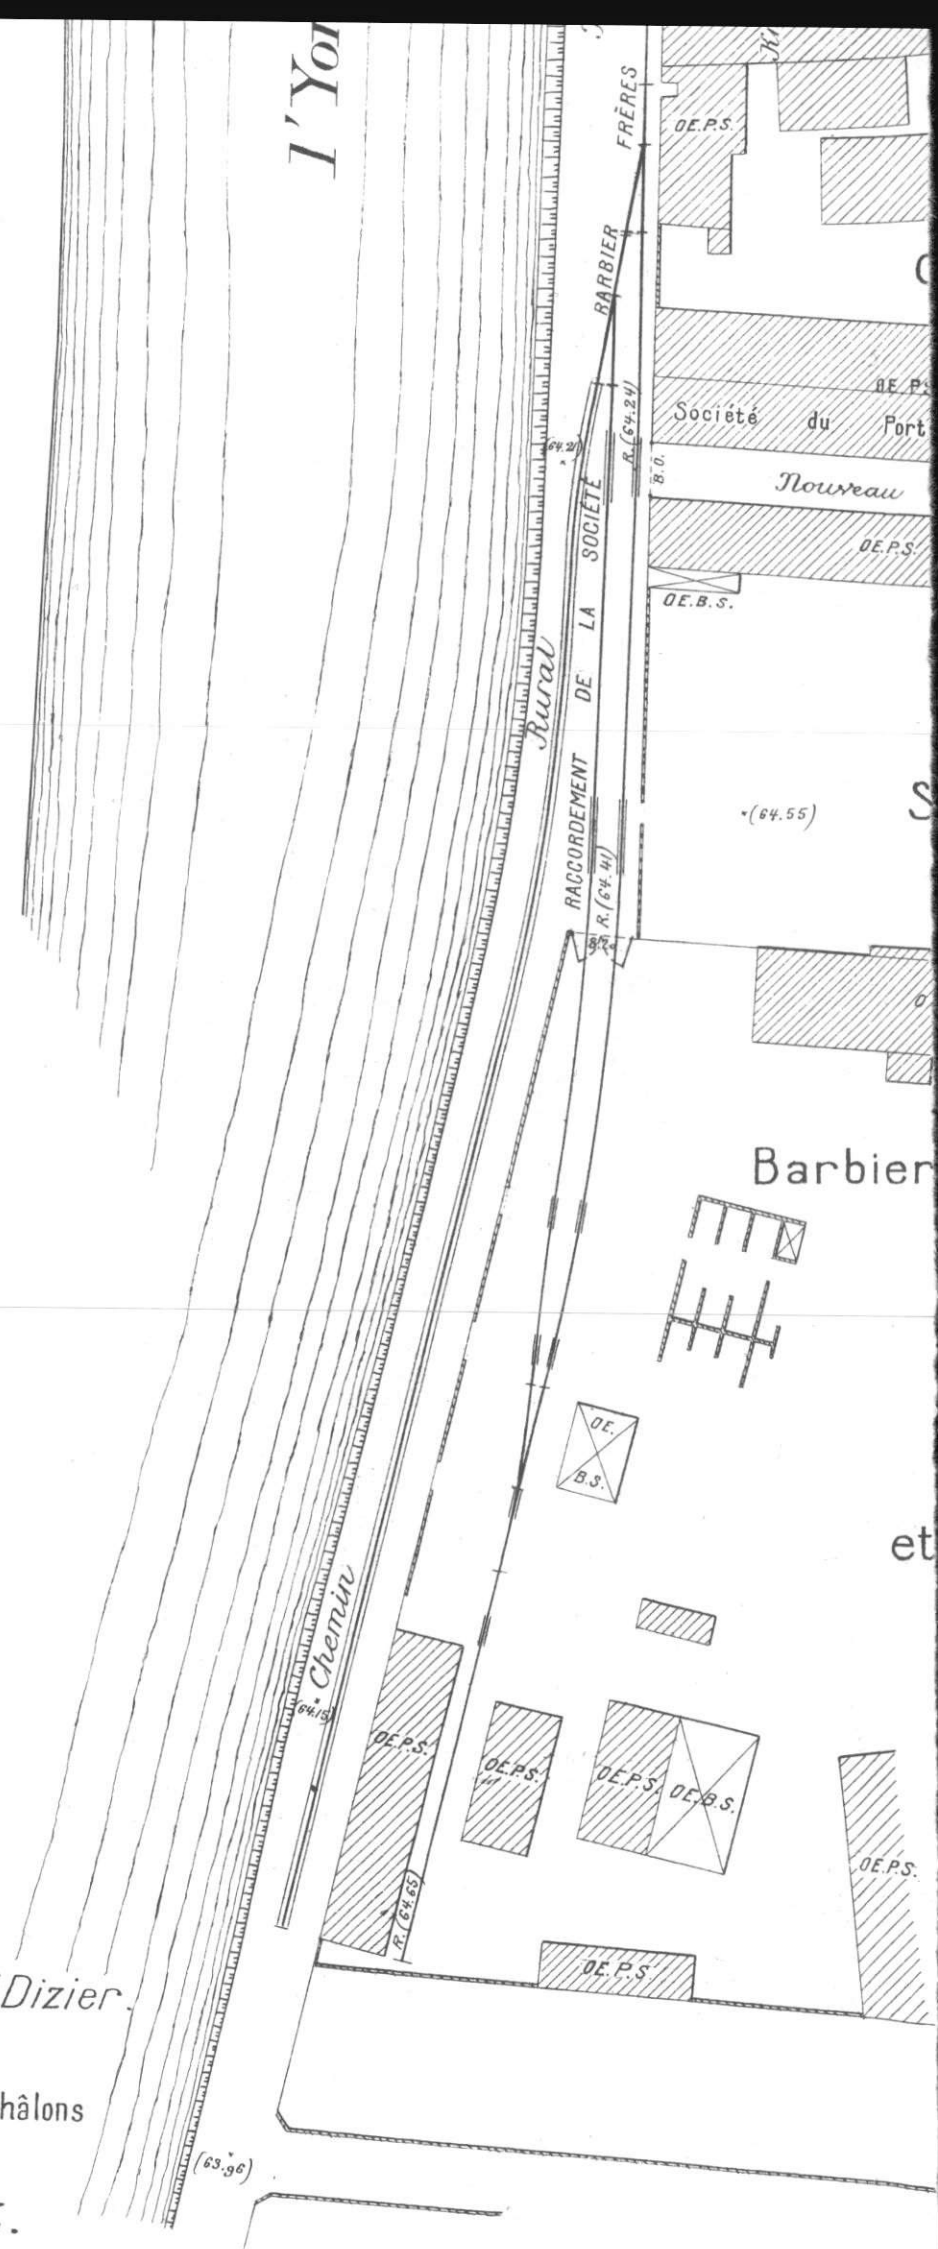 l'Yo
FRÈRES
OE.P.S.
BARBIER
OE.P
Société du Port
R.(64.24)
(64.21)
B.O.
Nouveau
OE.P.S.
OE.B.S.
RACCORDEMENT DE LA SOCIÉTÉ
Rural
(64.55)
S
R.(64.41)
O
Barbier
OE.
B.S.
et
Chemin
(64.15)
OE.P.S.
OE.P.S.
OE.P.S.
OE.B.S.
OE.P.S.
R.(64.65)
OE.P.S
Dizier.
hâlons
(63.96)